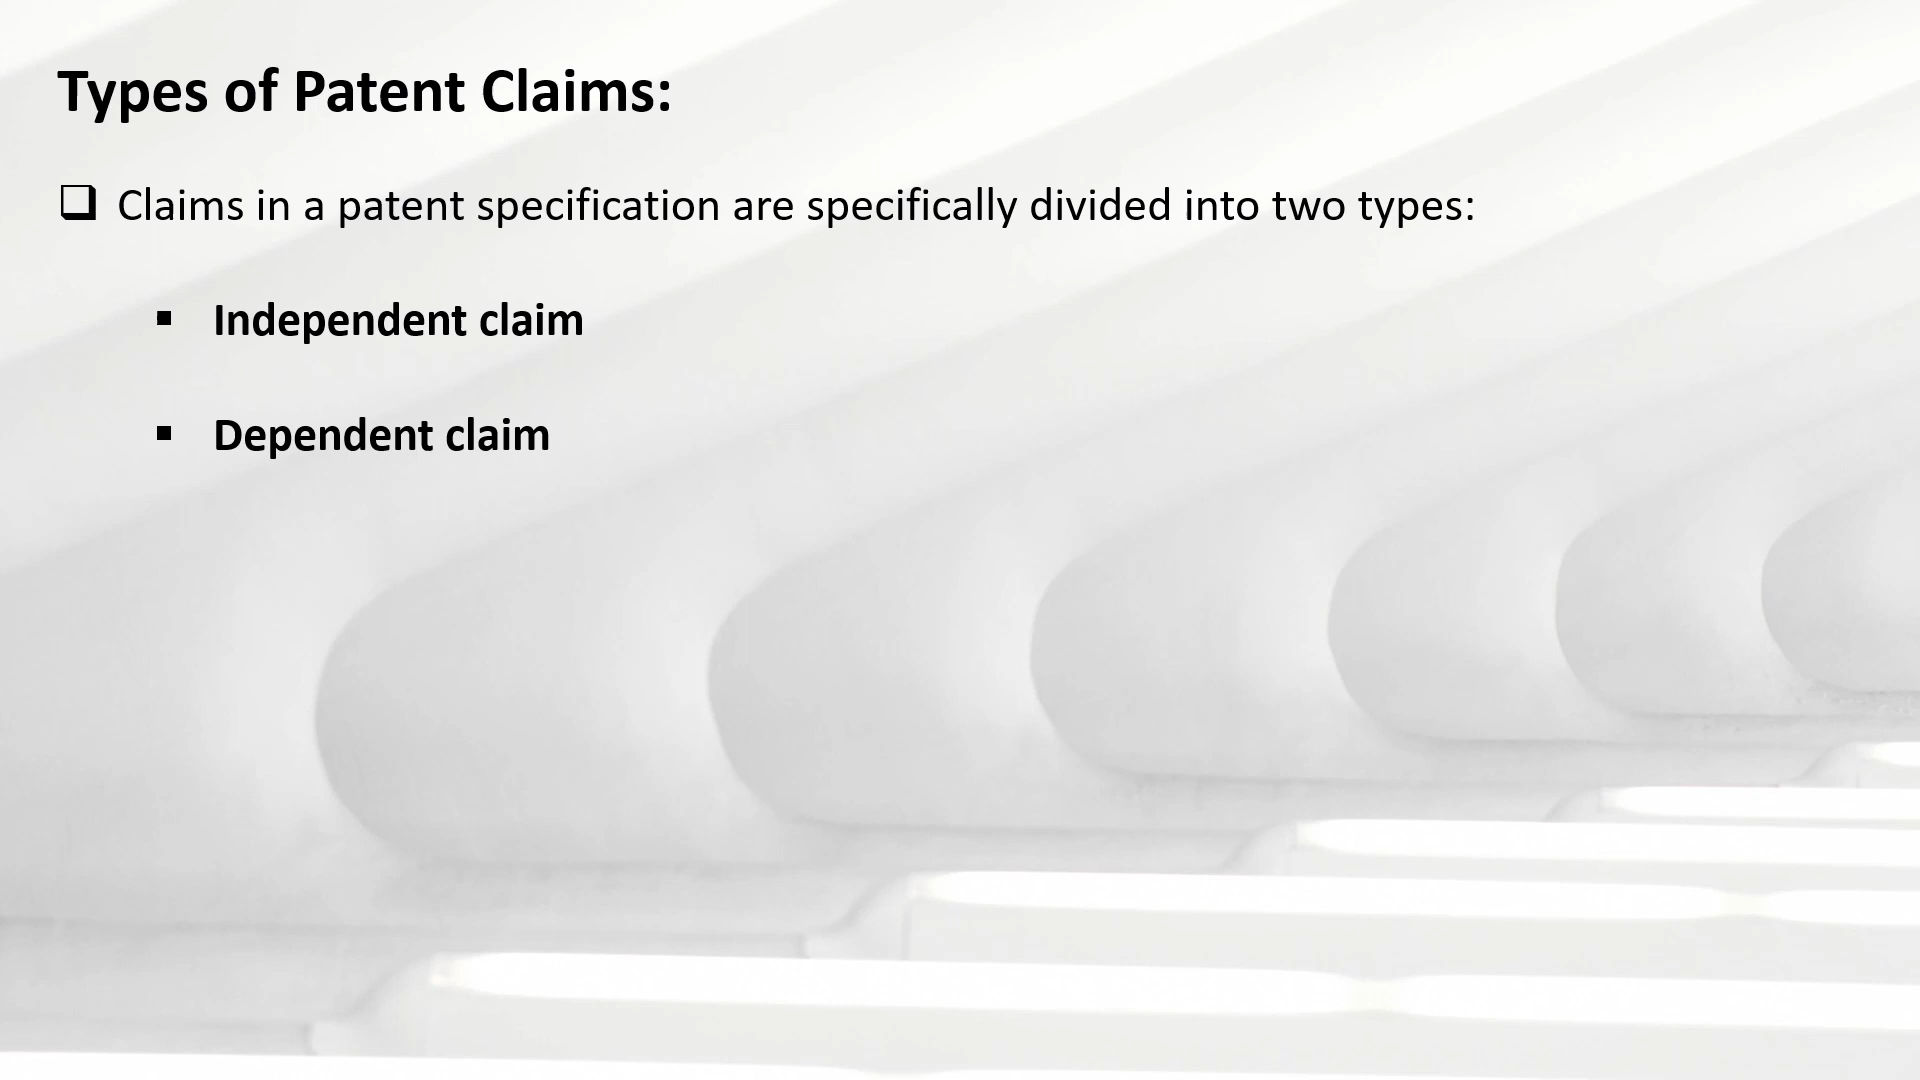 Types of Patent Claims:
❑ Claims in a patent specification are specifically divided into two types:
▪ Independent claim
▪ Dependent claim